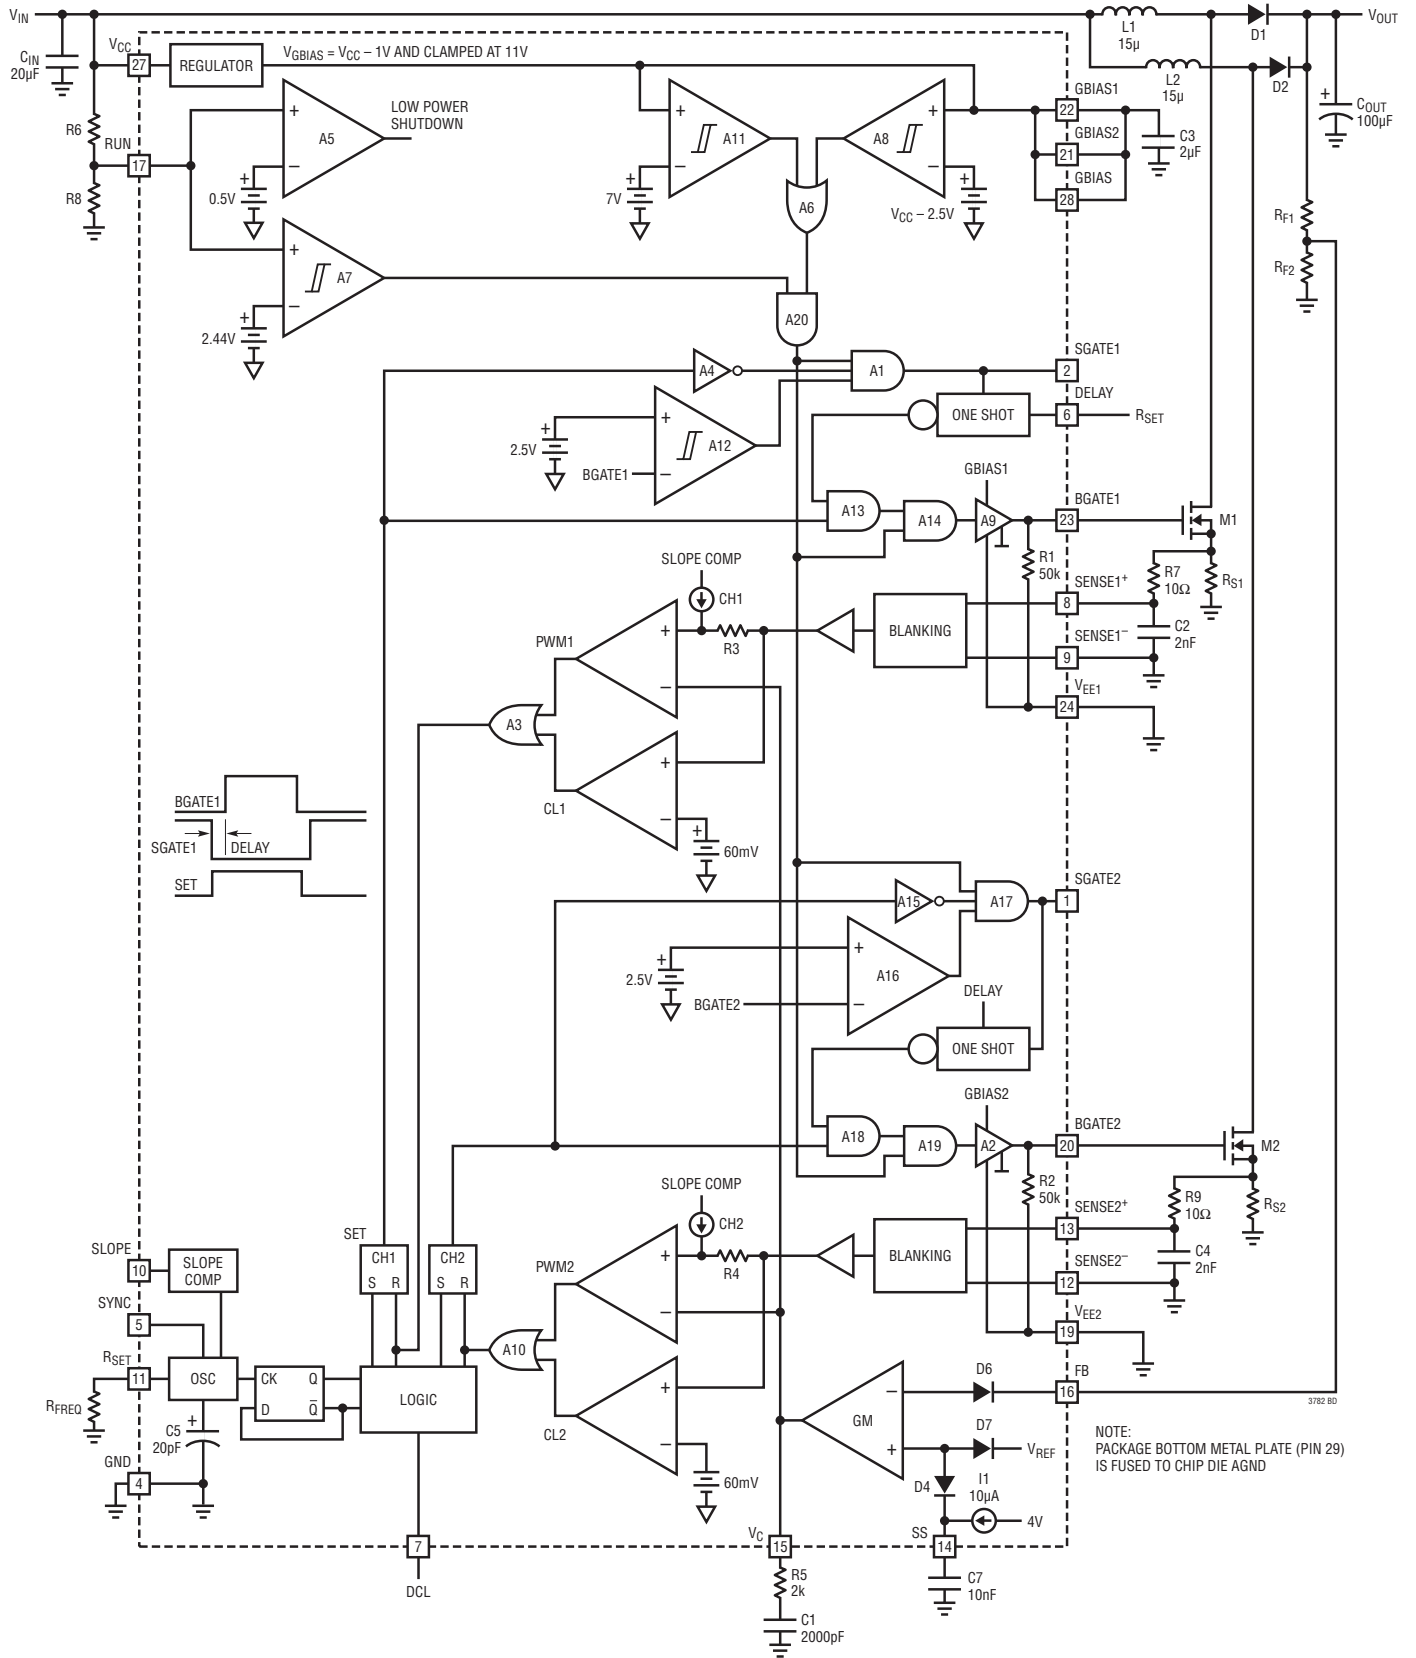 VIN
VOUT
L1
15µ
D1
CIN
20µF
VCC
27
REGULATOR
VGBIAS = VCC – 1V AND CLAMPED AT 11V
L2
15µ
D2
R6
RUN
17
R8
+
A5
–
LOW POWER
SHUTDOWN
+
0.5V
+
A11
–
+
7V
+
A8
–
+
VCC – 2.5V
A6
GBIAS1
22
GBIAS2
21
GBIAS
28
C3
2µF
+
COUT
100µF
RF1
RF2
+
A7
–
+
2.44V
A20
A4
A1
SGATE1
2
DELAY
6
RSET
ONE SHOT
+
2.5V
+
A12
–
BGATE1
GBIAS1
A13
A14
A9
BGATE1
23
M1
R1
50k
SLOPE COMP
CH1
R3
PWM1
+
–
BLANKING
SENSE1+
8
SENSE1–
9
R7
10Ω
RS1
C2
2nF
VEE1
24
A3
CL1
+
–
+
60mV
BGATE1
SGATE1
DELAY
SET
A15
A17
SGATE2
1
+
2.5V
+
A16
–
BGATE2
DELAY
ONE SHOT
GBIAS2
A18
A19
A2
BGATE2
20
M2
R2
50k
SLOPE COMP
CH2
R4
PWM2
+
–
BLANKING
SENSE2+
13
SENSE2–
12
R9
10Ω
RS2
C4
2nF
VEE2
19
SET
CH1
S R
CH2
S R
SLOPE
10
SLOPE
COMP
SYNC
5
RSET
11
OSC
CK Q
D Q
LOGIC
RFREQ
C5
20pF
+
GND
4
A10
CL2
+
–
60mV
GM
–
+
D6
FB
16
D7
VREF
D4
I1
10µA
4V
3782 BD
NOTE:
PACKAGE BOTTOM METAL PLATE (PIN 29)
IS FUSED TO CHIP DIE AGND
7
DCL
VC
15
SS
14
R5
2k
C1
2000pF
C7
10nF